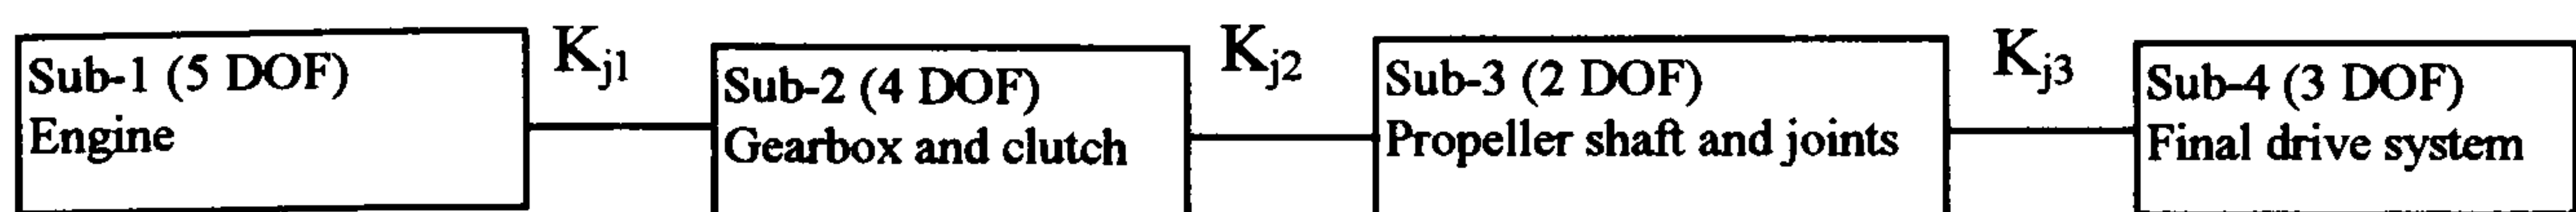 Sub-1 (5 DOF)
Engine
Kj1
Sub-2 (4 DOF)
Gearbox and clutch
Kj2
Sub-3 (2 DOF)
Propeller shaft and joints
Kj3
Sub-4 (3 DOF)
Final drive system